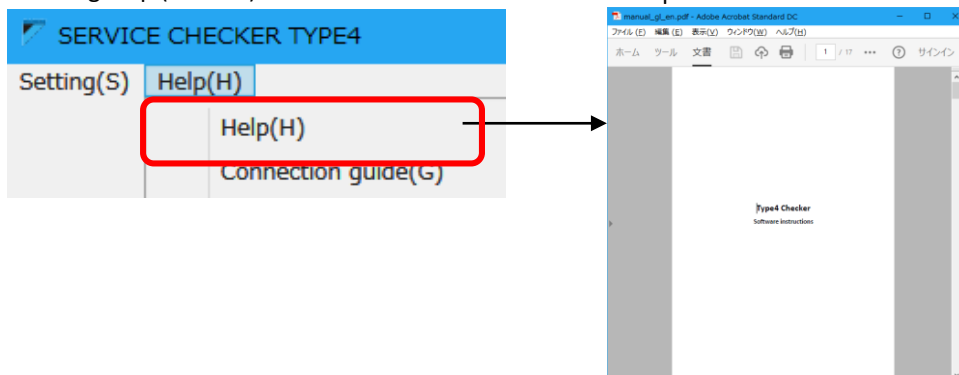 SERVICE CHECKER TYPE4
Setting(S) Help(H)
Help(H)
Connection guide(G)
manual_gl_en.pdf - Adobe Acrobat Standard DC
ファイル(F) 編集(E) 表示(V) ウィンドウ(W) ヘルプ(H)
ホーム ツール 文書 1 / 17 ••• サインイン
Type4 Checker
Software instructions